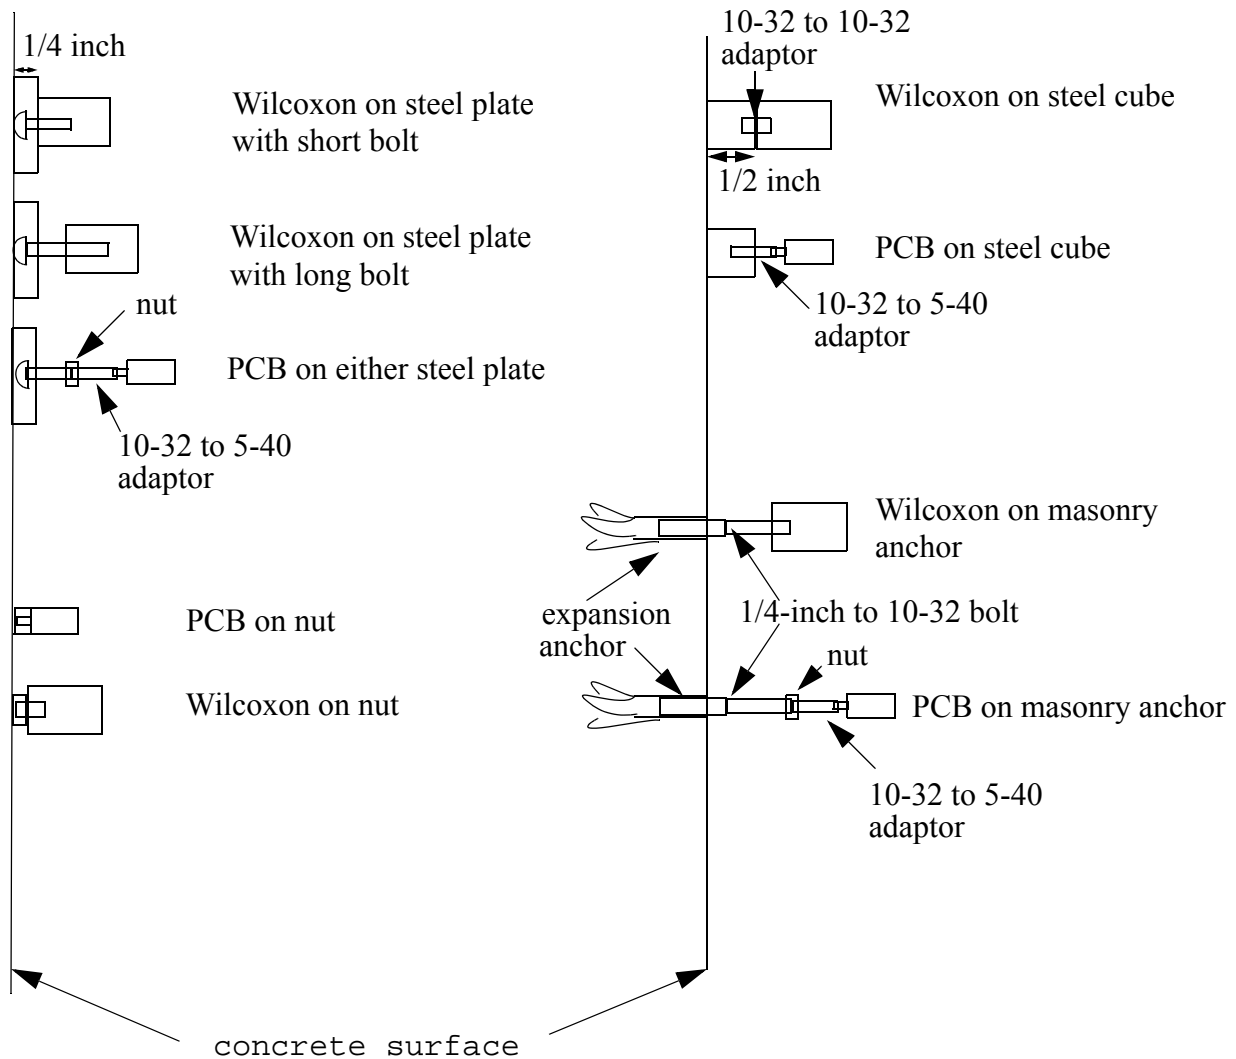 1/4 inch
Wilcoxon on steel plate
with short bolt
Wilcoxon on steel plate
with long bolt
nut
PCB on either steel plate
10-32 to 5-40
adaptor
PCB on nut
Wilcoxon on nut
10-32 to 10-32
adaptor
Wilcoxon on steel cube
1/2 inch
PCB on steel cube
10-32 to 5-40
adaptor
Wilcoxon on masonry
anchor
expansion
anchor
1/4-inch to 10-32 bolt
nut
PCB on masonry anchor
10-32 to 5-40
adaptor
concrete surface